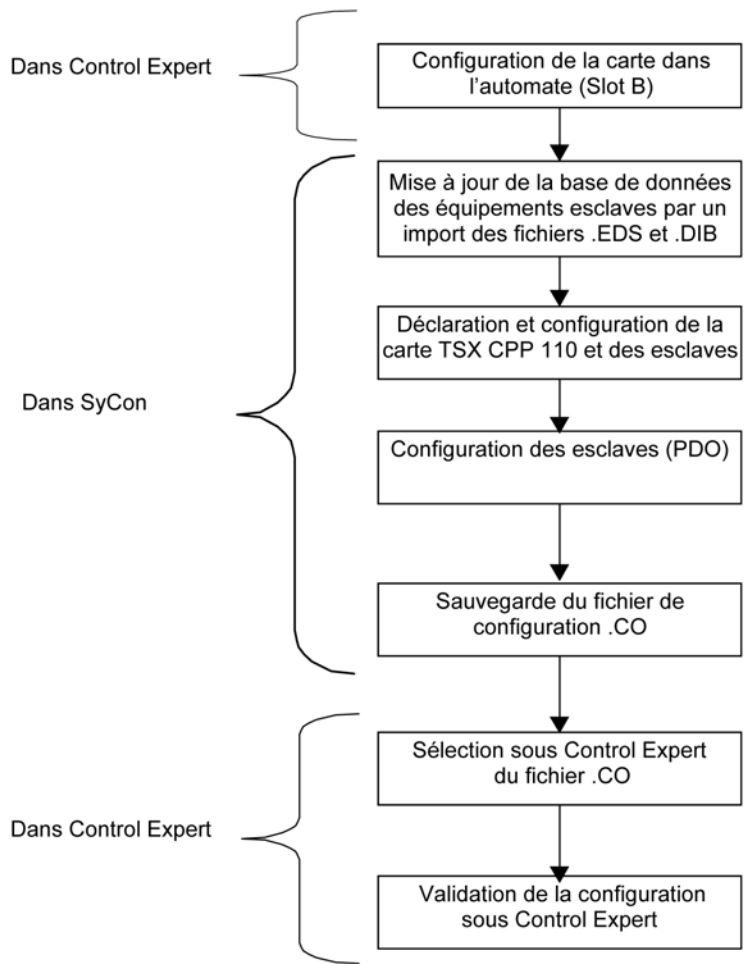 Dans Control Expert
Configuration de la carte dans
l'automate (Slot B)
Dans SyCon
Mise à jour de la base de données
des équipements esclaves par un
import des fichiers .EDS et .DIB
Déclaration et configuration de la
carte TSX CPP 110 et des esclaves
Configuration des esclaves (PDO)
Sauvegarde du fichier de
configuration .CO
Dans Control Expert
Sélection sous Control Expert
du fichier .CO
Validation de la configuration
sous Control Expert